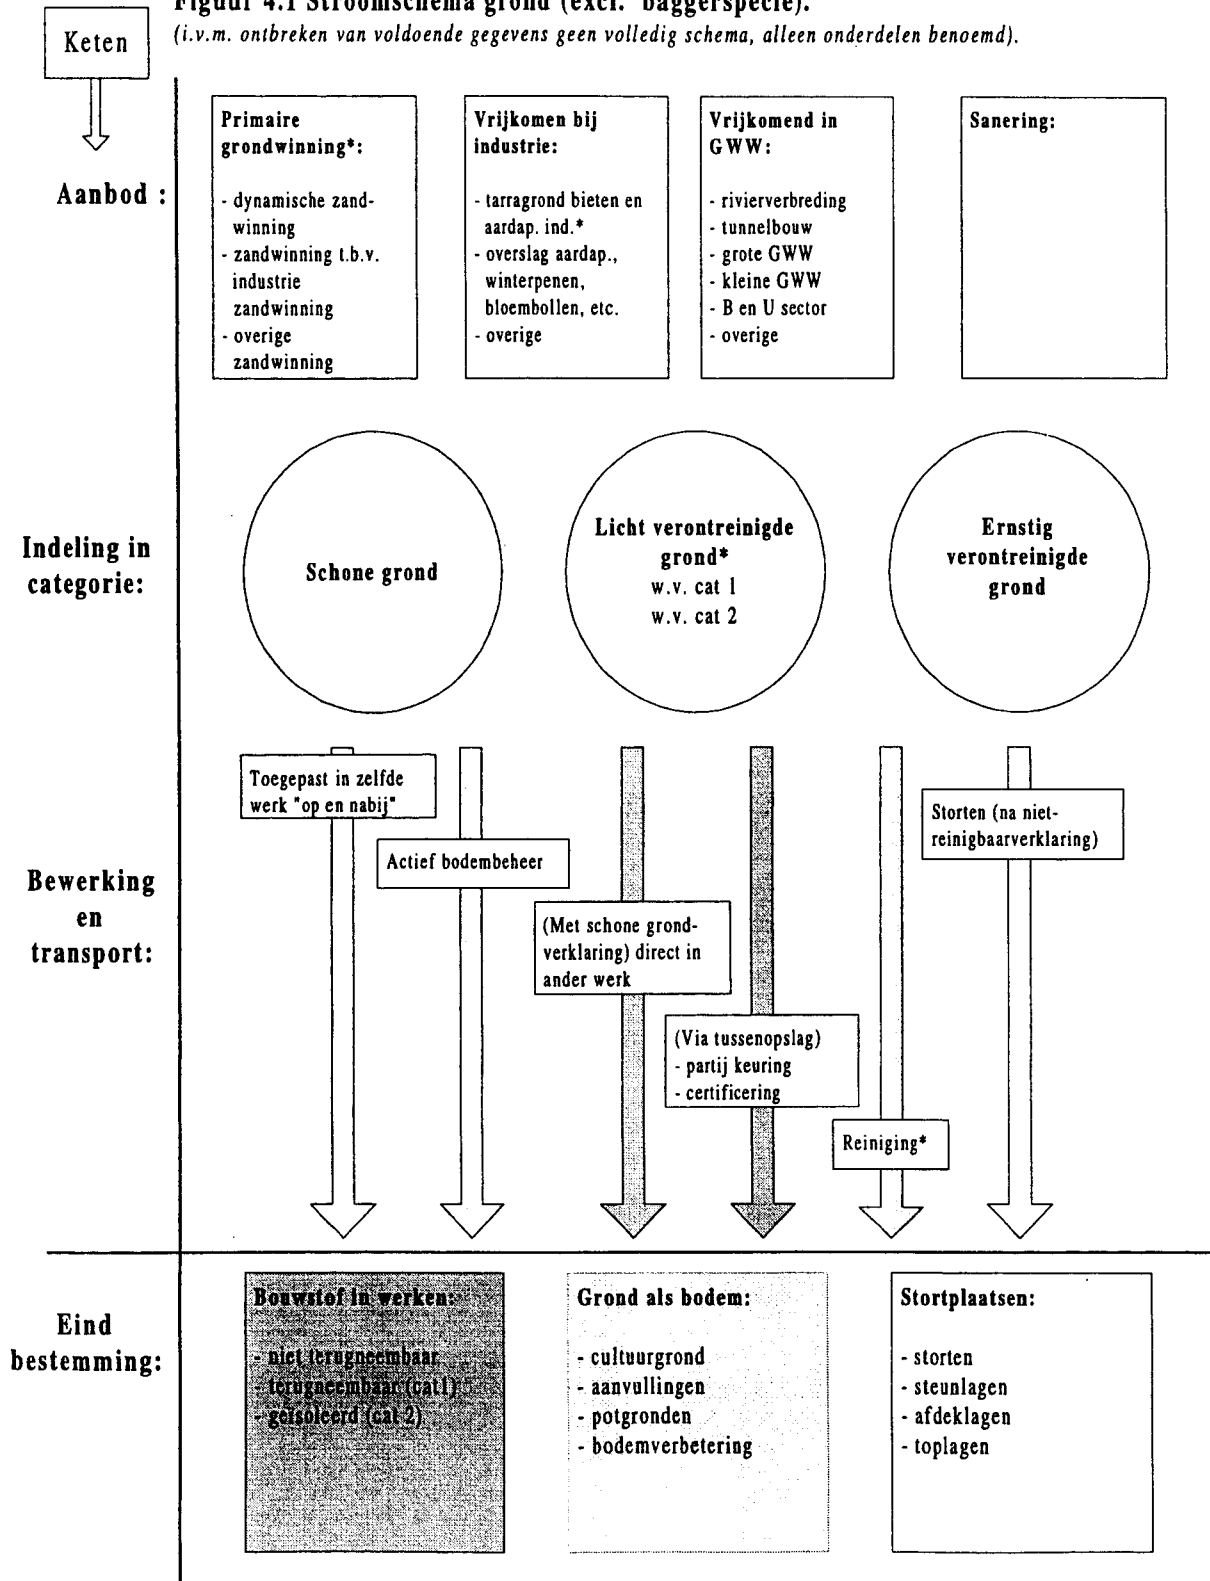 Figuur 4.1 Stroomschema grond (excl. baggerspecie).
(i.v.m. ontbreken van voldoende gegevens geen volledig schema, alleen onderdelen benoemd).
Keten
Aanbod :
Primaire
grondwinning*:
- dynamische zand-
winning
- zandwinning t.b.v.
industrie
zandwinning
- overige
zandwinning
Vrijkomen bij
industrie:
- tarragrond bieten en
aardap. ind.*
- overslag aardap.,
winterpenen,
bloembollen, etc.
- overige
Vrijkomend in
GWW:
- rivierverbreding
- tunnelbouw
- grote GWW
- kleine GWW
- B en U sector
- overige
Sanering:
Indeling in
categorie:
Schone grond
Licht verontreinigde
grond*
w.v. cat 1
w.v. cat 2
Ernstig
verontreinigde
grond
Bewerking
en
transport:
Toegepast in zelfde
werk "op en nabij"
Actief bodembeheer
(Met schone grond-
verklaring) direct in
ander werk
(Via tussenopslag)
- partij keuring
- certificering
Reiniging*
Storten (na niet-
reinigbaarverklaring)
Eind
bestemming:
Bouwstof in werken:
- niet terugneembaar
- terugneembaar (cat1)
- geïsoleerd (cat 2)
Grond als bodem:
- cultuurgrond
- aanvullingen
- potgronden
- bodemverbetering
Stortplaatsen:
- storten
- steunlagen
- afdeklagen
- toplagen